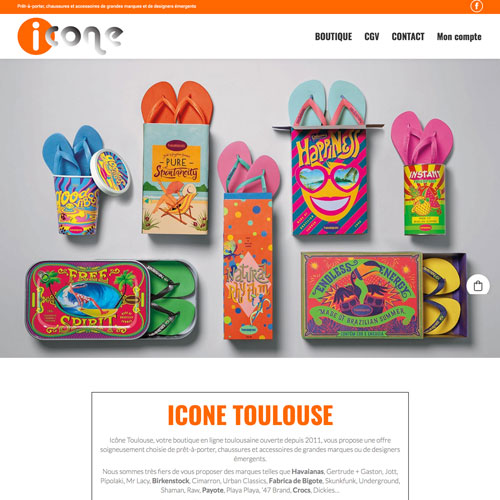 Prêt-à-porter, chaussures et accessoires de grandes marques et de designers émergents
icone
BOUTIQUE CGV CONTACT Mon compte
PURE
Spontaneity
HAPPINESS
INSTANT
FREE
SPIRIT
Natural
Rhythm
ENDLESS
ENERGY
MADE OF BRAZILIAN SUMMER
ICONE TOULOUSE
Icône Toulouse, votre boutique en ligne toulousaine ouverte depuis 2011, vous propose une offre
soigneusement choisie de prêt-à-porter, chaussures et accessoires de grandes marques ou de designers
émergents.
Nous sommes très fiers de vous proposer des marques telles que Havaianas, Gertrude + Gaston, Jott,
Pipolaki, Mr Lacy, Birkenstock, Cimarron, Urban Classics, Fabrica de Bigote, Skunkfunk, Underground,
Shaman, Raw, Payote, Playa Playa, '47 Brand, Crocs, Dickies...